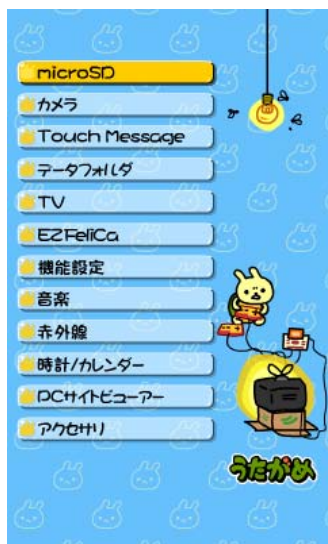 microSD
カメラ
Touch Message
データフォルダ
TV
EZFeliCa
機能設定
音楽
赤外線
時計/カレンダー
PCサイトビューアー
アクセサリ
うたがめ